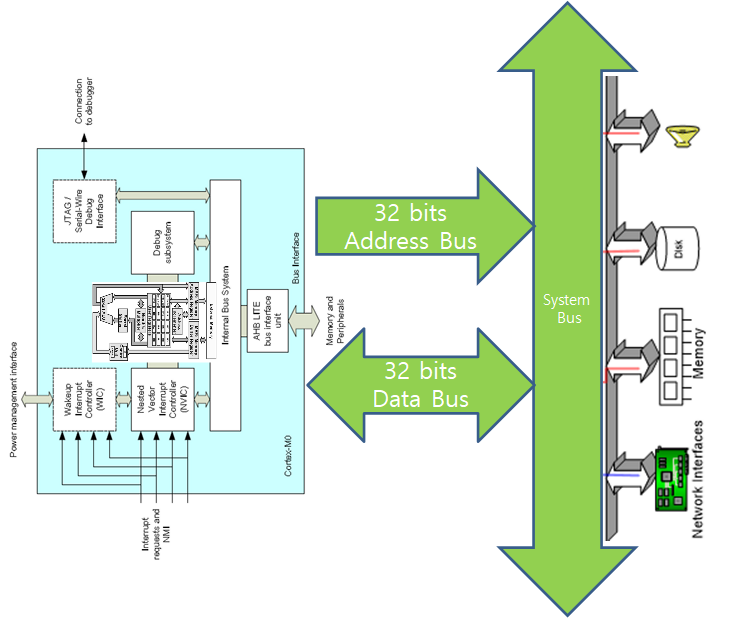 Connection
to debugger
JTAG /
Serial-Wire
Debug
Interface
Debug
subsystem
Internal Bus System
Bus Interface
AHB LITE
bus interface
unit
Memory and
Peripherals
Power management interface
Wakeup
Interrupt
Controller
(WIC)
Nested
Vector
Interrupt
Controller
(NVIC)
Cortex-M0
Interrupt
requests and
NMI
32 bits
Address Bus
32 bits
Data Bus
System
Bus
Disk
Memory
Network Interfaces